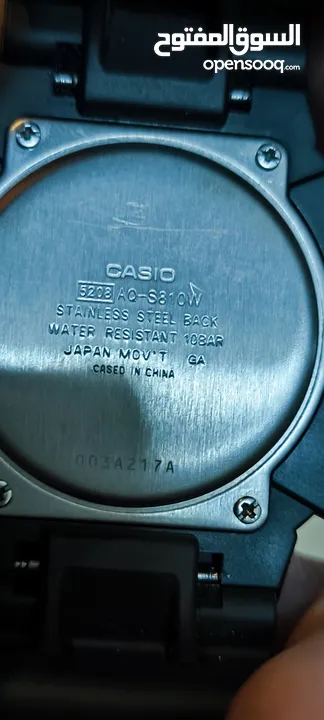 السوق المفتوح
opensooq.com
CASIO
5208 AQ-S810W
STAINLESS STEEL BACK
WATER RESISTANT 10BAR
JAPAN MOV'T GA
CASED IN CHINA
003A217A